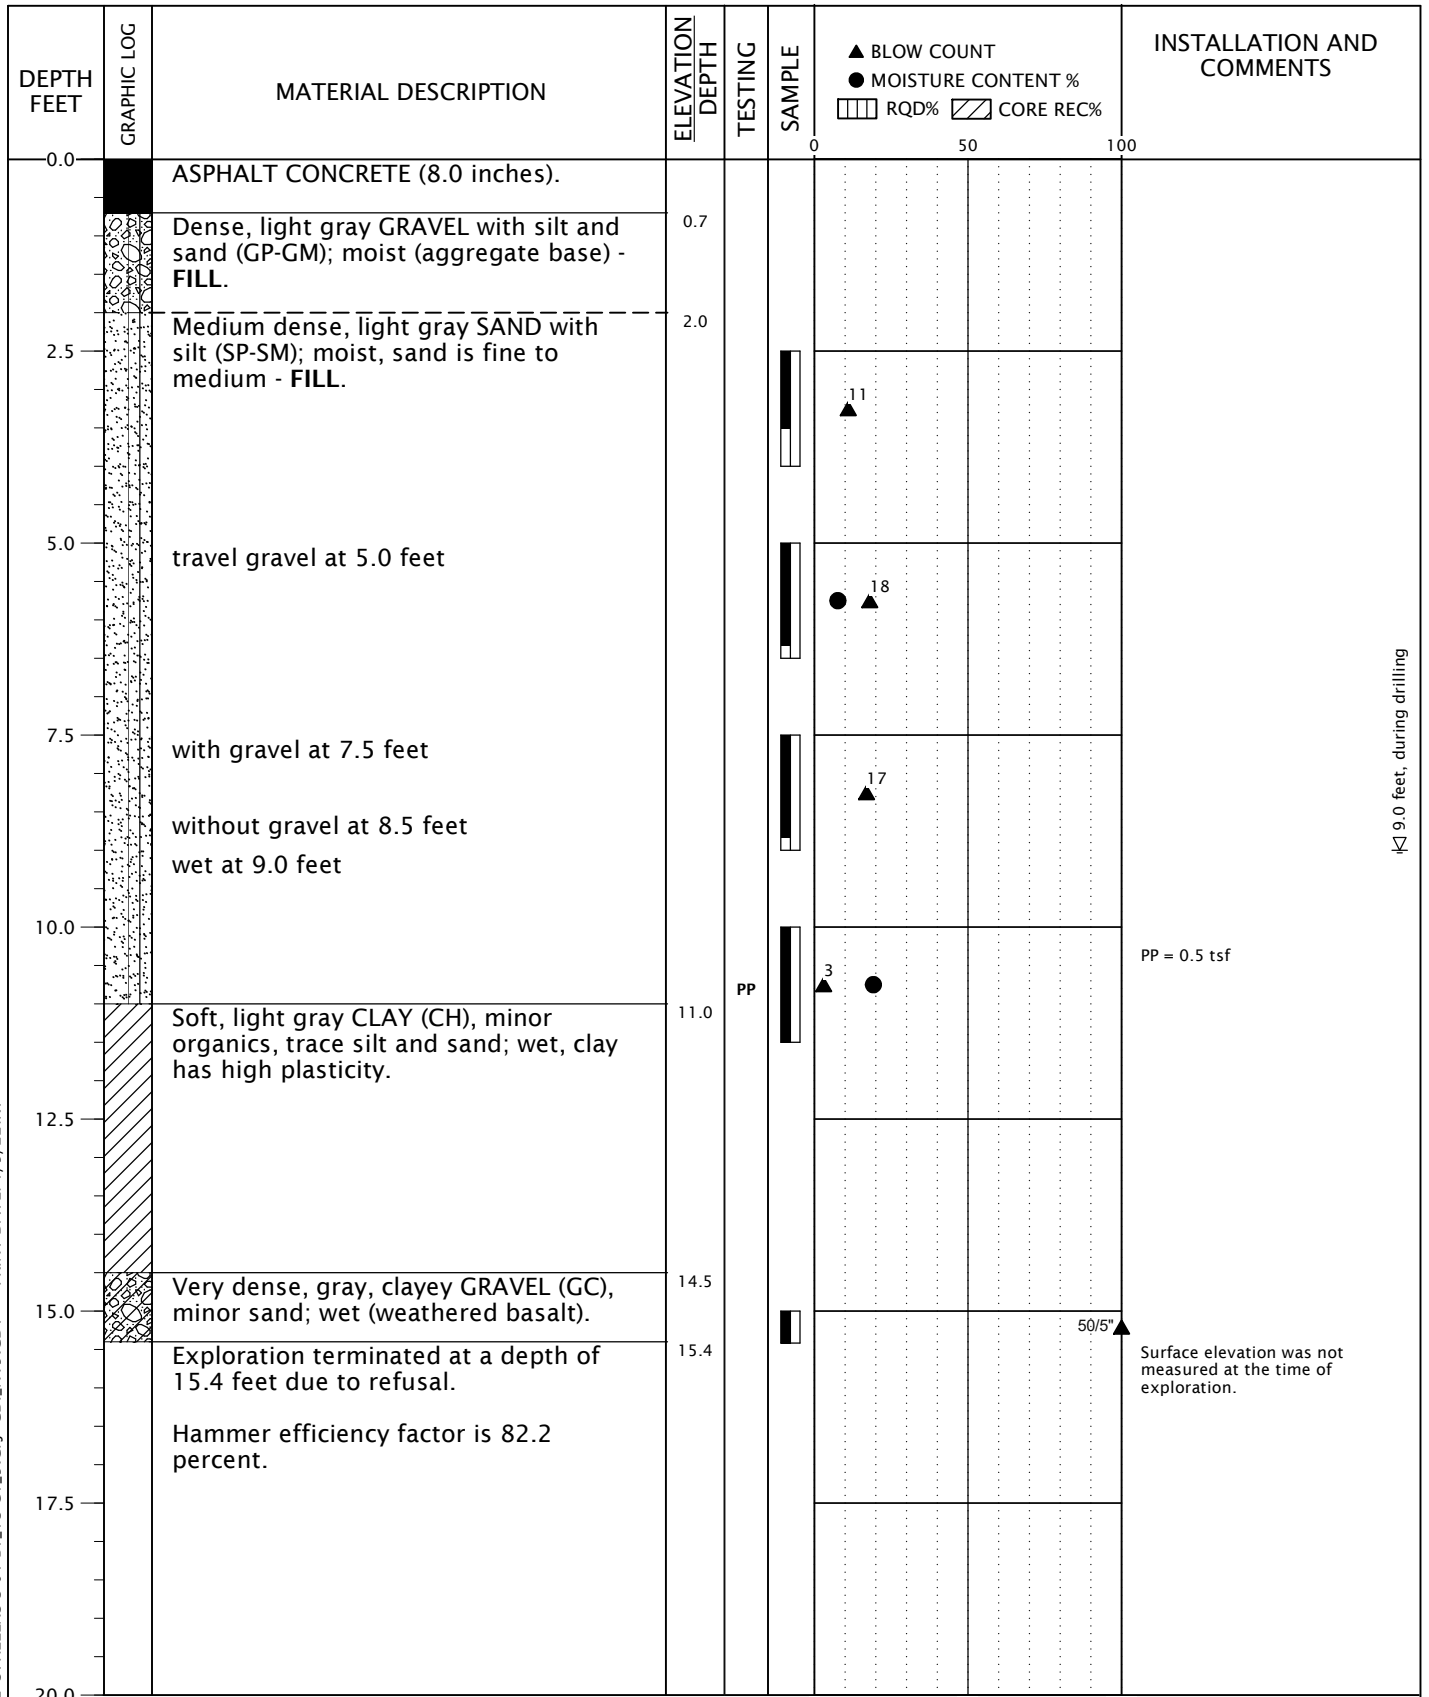 DEPTH
FEET
GRAPHIC LOG
MATERIAL DESCRIPTION
ELEVATION
DEPTH
TESTING
SAMPLE
▲ BLOW COUNT
● MOISTURE CONTENT %
RQD% CORE REC%
0 50 100
INSTALLATION AND
COMMENTS
0.0
ASPHALT CONCRETE (8.0 inches).
0.7
Dense, light gray GRAVEL with silt and
sand (GP-GM); moist (aggregate base) -
FILL.
2.0
Medium dense, light gray SAND with
silt (SP-SM); moist, sand is fine to
medium - FILL.
2.5
11
5.0
travel gravel at 5.0 feet
18
7.5
with gravel at 7.5 feet
17
without gravel at 8.5 feet
wet at 9.0 feet
9.0 feet, during drilling
10.0
PP
3
PP = 0.5 tsf
11.0
Soft, light gray CLAY (CH), minor
organics, trace silt and sand; wet, clay
has high plasticity.
12.5
14.5
Very dense, gray, clayey GRAVEL (GC),
minor sand; wet (weathered basalt).
15.0
50/5"
15.4
Exploration terminated at a depth of
15.4 feet due to refusal.
Surface elevation was not
measured at the time of
exploration.
Hammer efficiency factor is 82.2
percent.
17.5
20.0